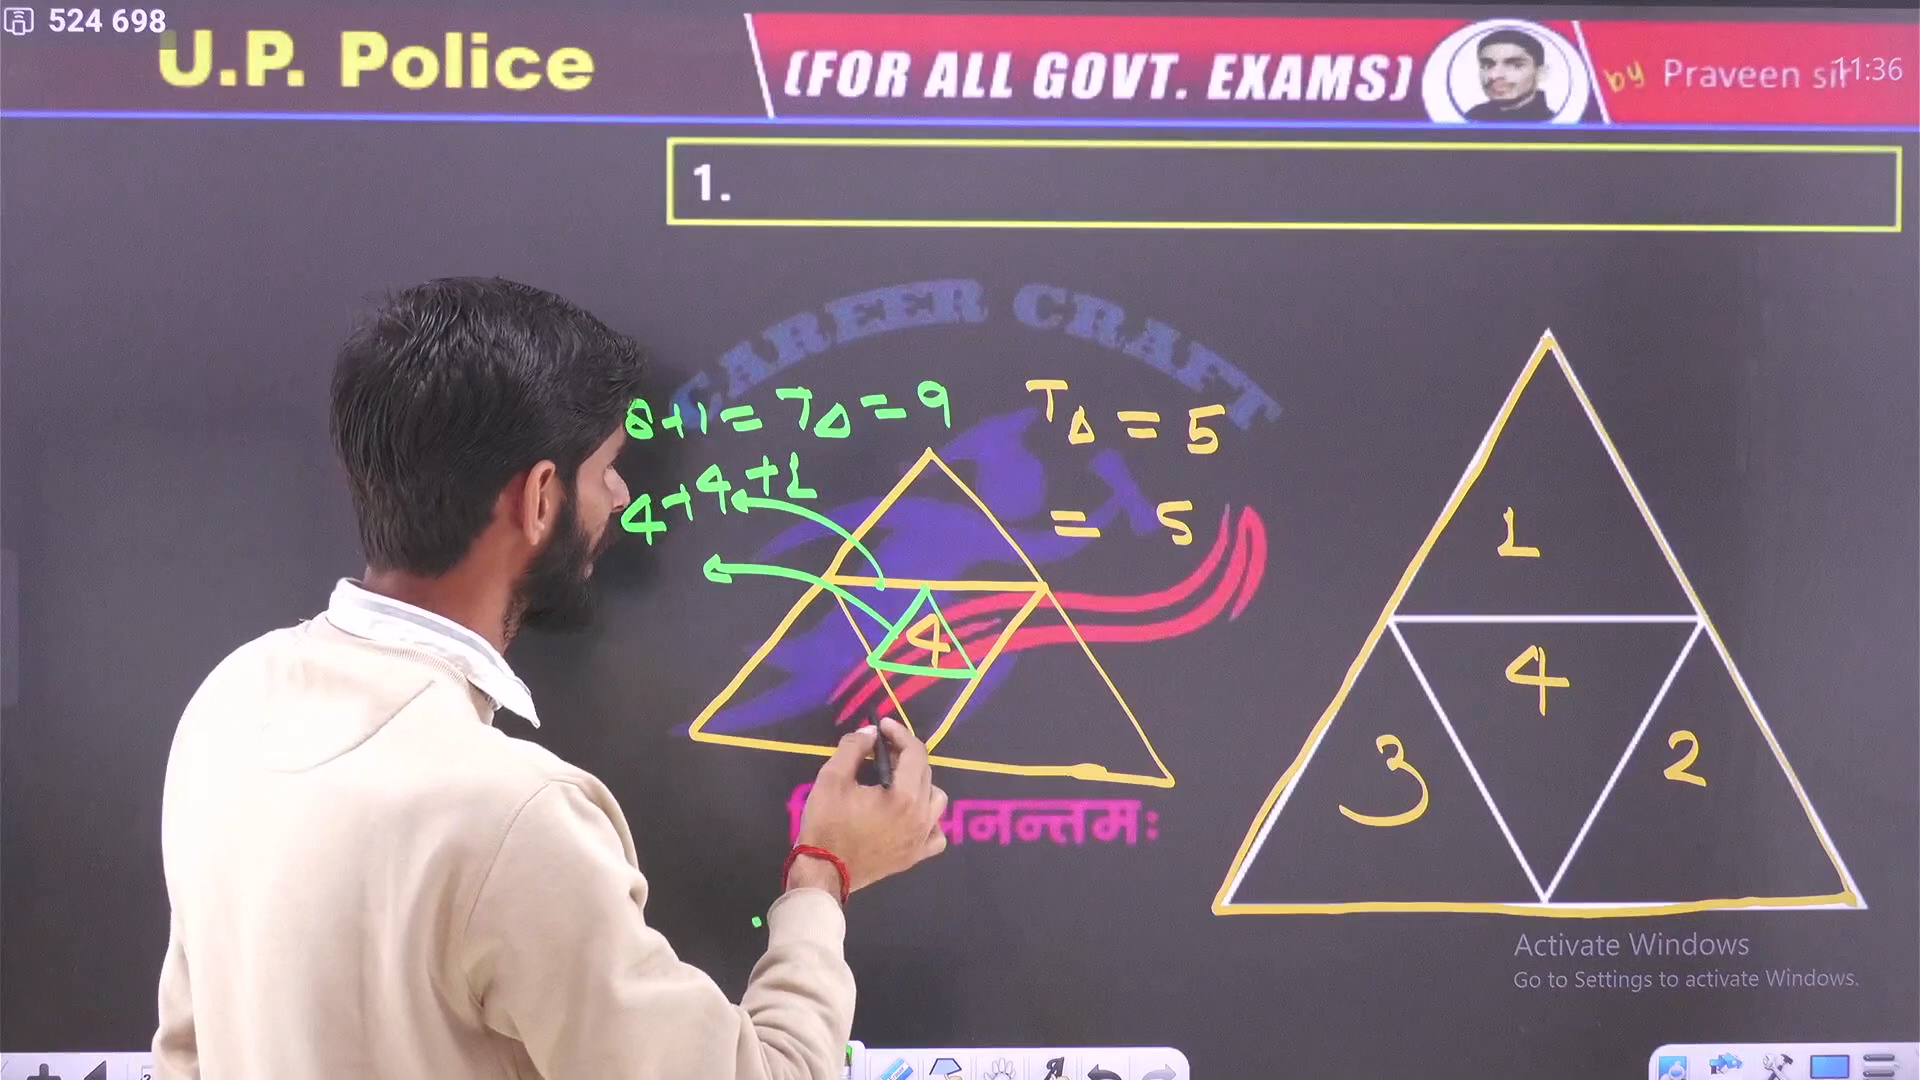 524 698
U.P. Police
(FOR ALL GOVT. EXAMS)
by Praveen sir
11:36
1.
CAREER CRAFT
6+1 = 7△ = 9
4+4+1
T△ = 5
= 5
4
1
4
3
2
अनन्तमः
Activate Windows
Go to Settings to activate Windows.